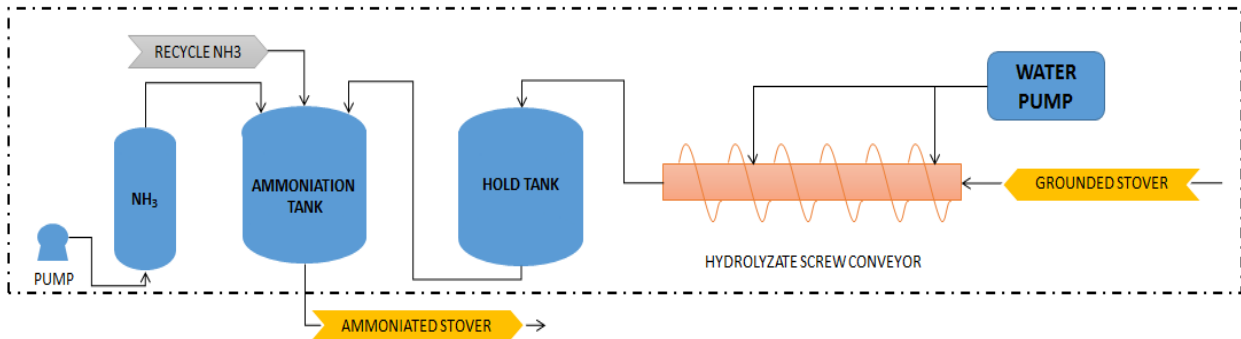 RECYCLE NH3
WATER
PUMP
AMMONIATION
TANK
HOLD TANK
GROUNDED STOVER
NH₃
PUMP
HYDROLYZATE SCREW CONVEYOR
AMMONIATED STOVER